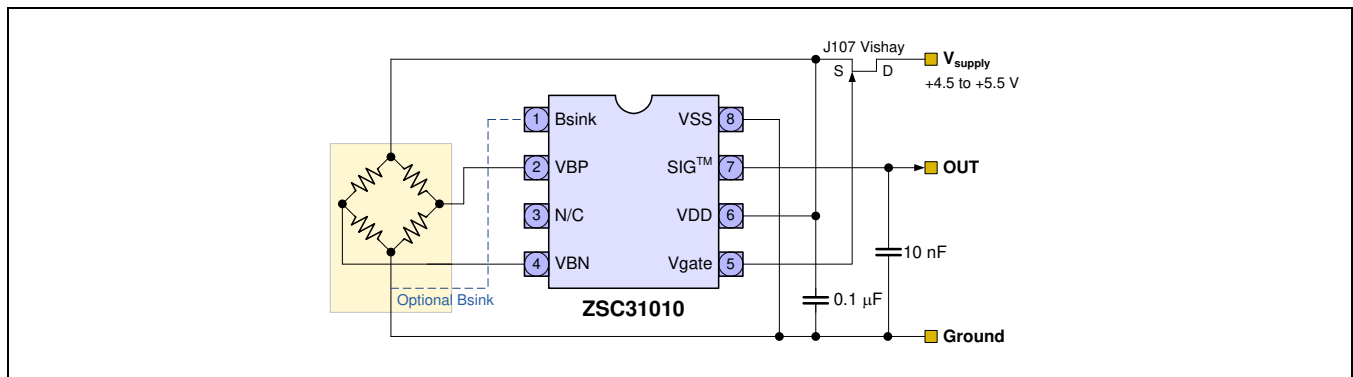 J107 Vishay
S
D
Vsupply
+4.5 to +5.5 V
1
Bsink
VSS
8
2
VBP
SIG™
7
OUT
3
N/C
VDD
6
4
VBN
Vgate
5
10 nF
Optional Bsink
0.1 μF
ZSC31010
Ground